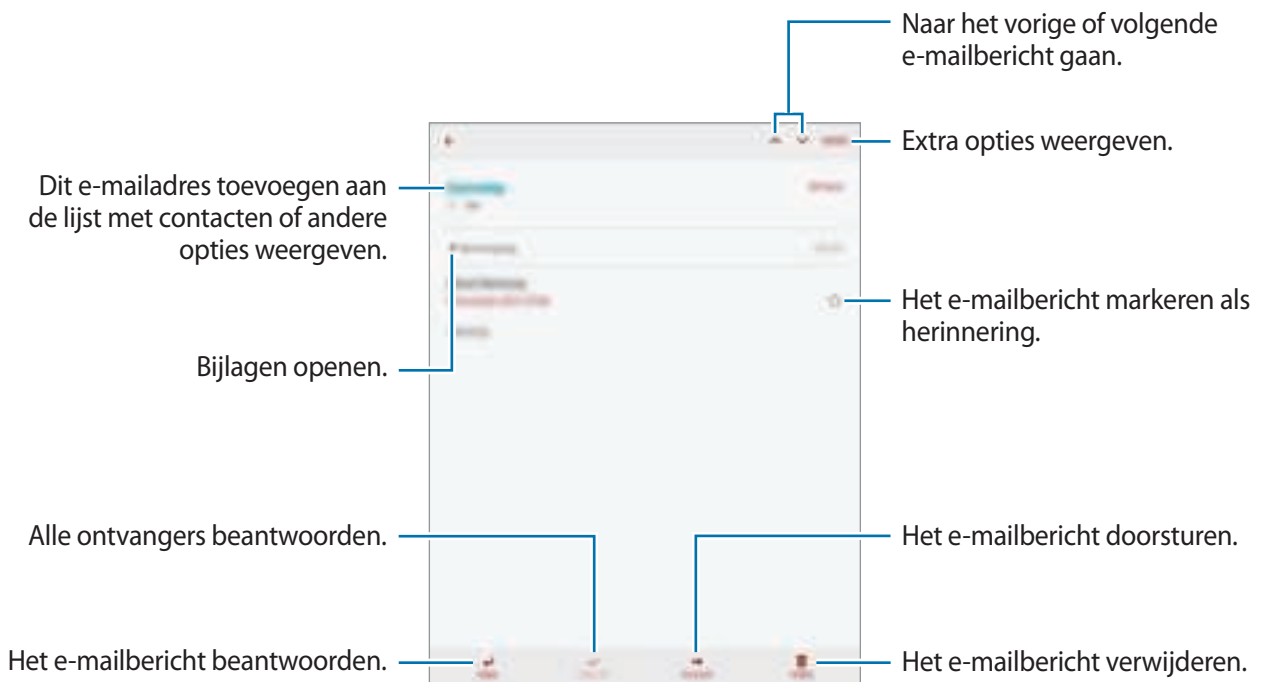 Naar het vorige of volgende
e-mailbericht gaan.
Extra opties weergeven.
Dit e-mailadres toevoegen aan
de lijst met contacten of andere
opties weergeven.
Het e-mailbericht markeren als
herinnering.
Bijlagen openen.
Alle ontvangers beantwoorden.
Het e-mailbericht doorsturen.
Het e-mailbericht beantwoorden.
Het e-mailbericht verwijderen.